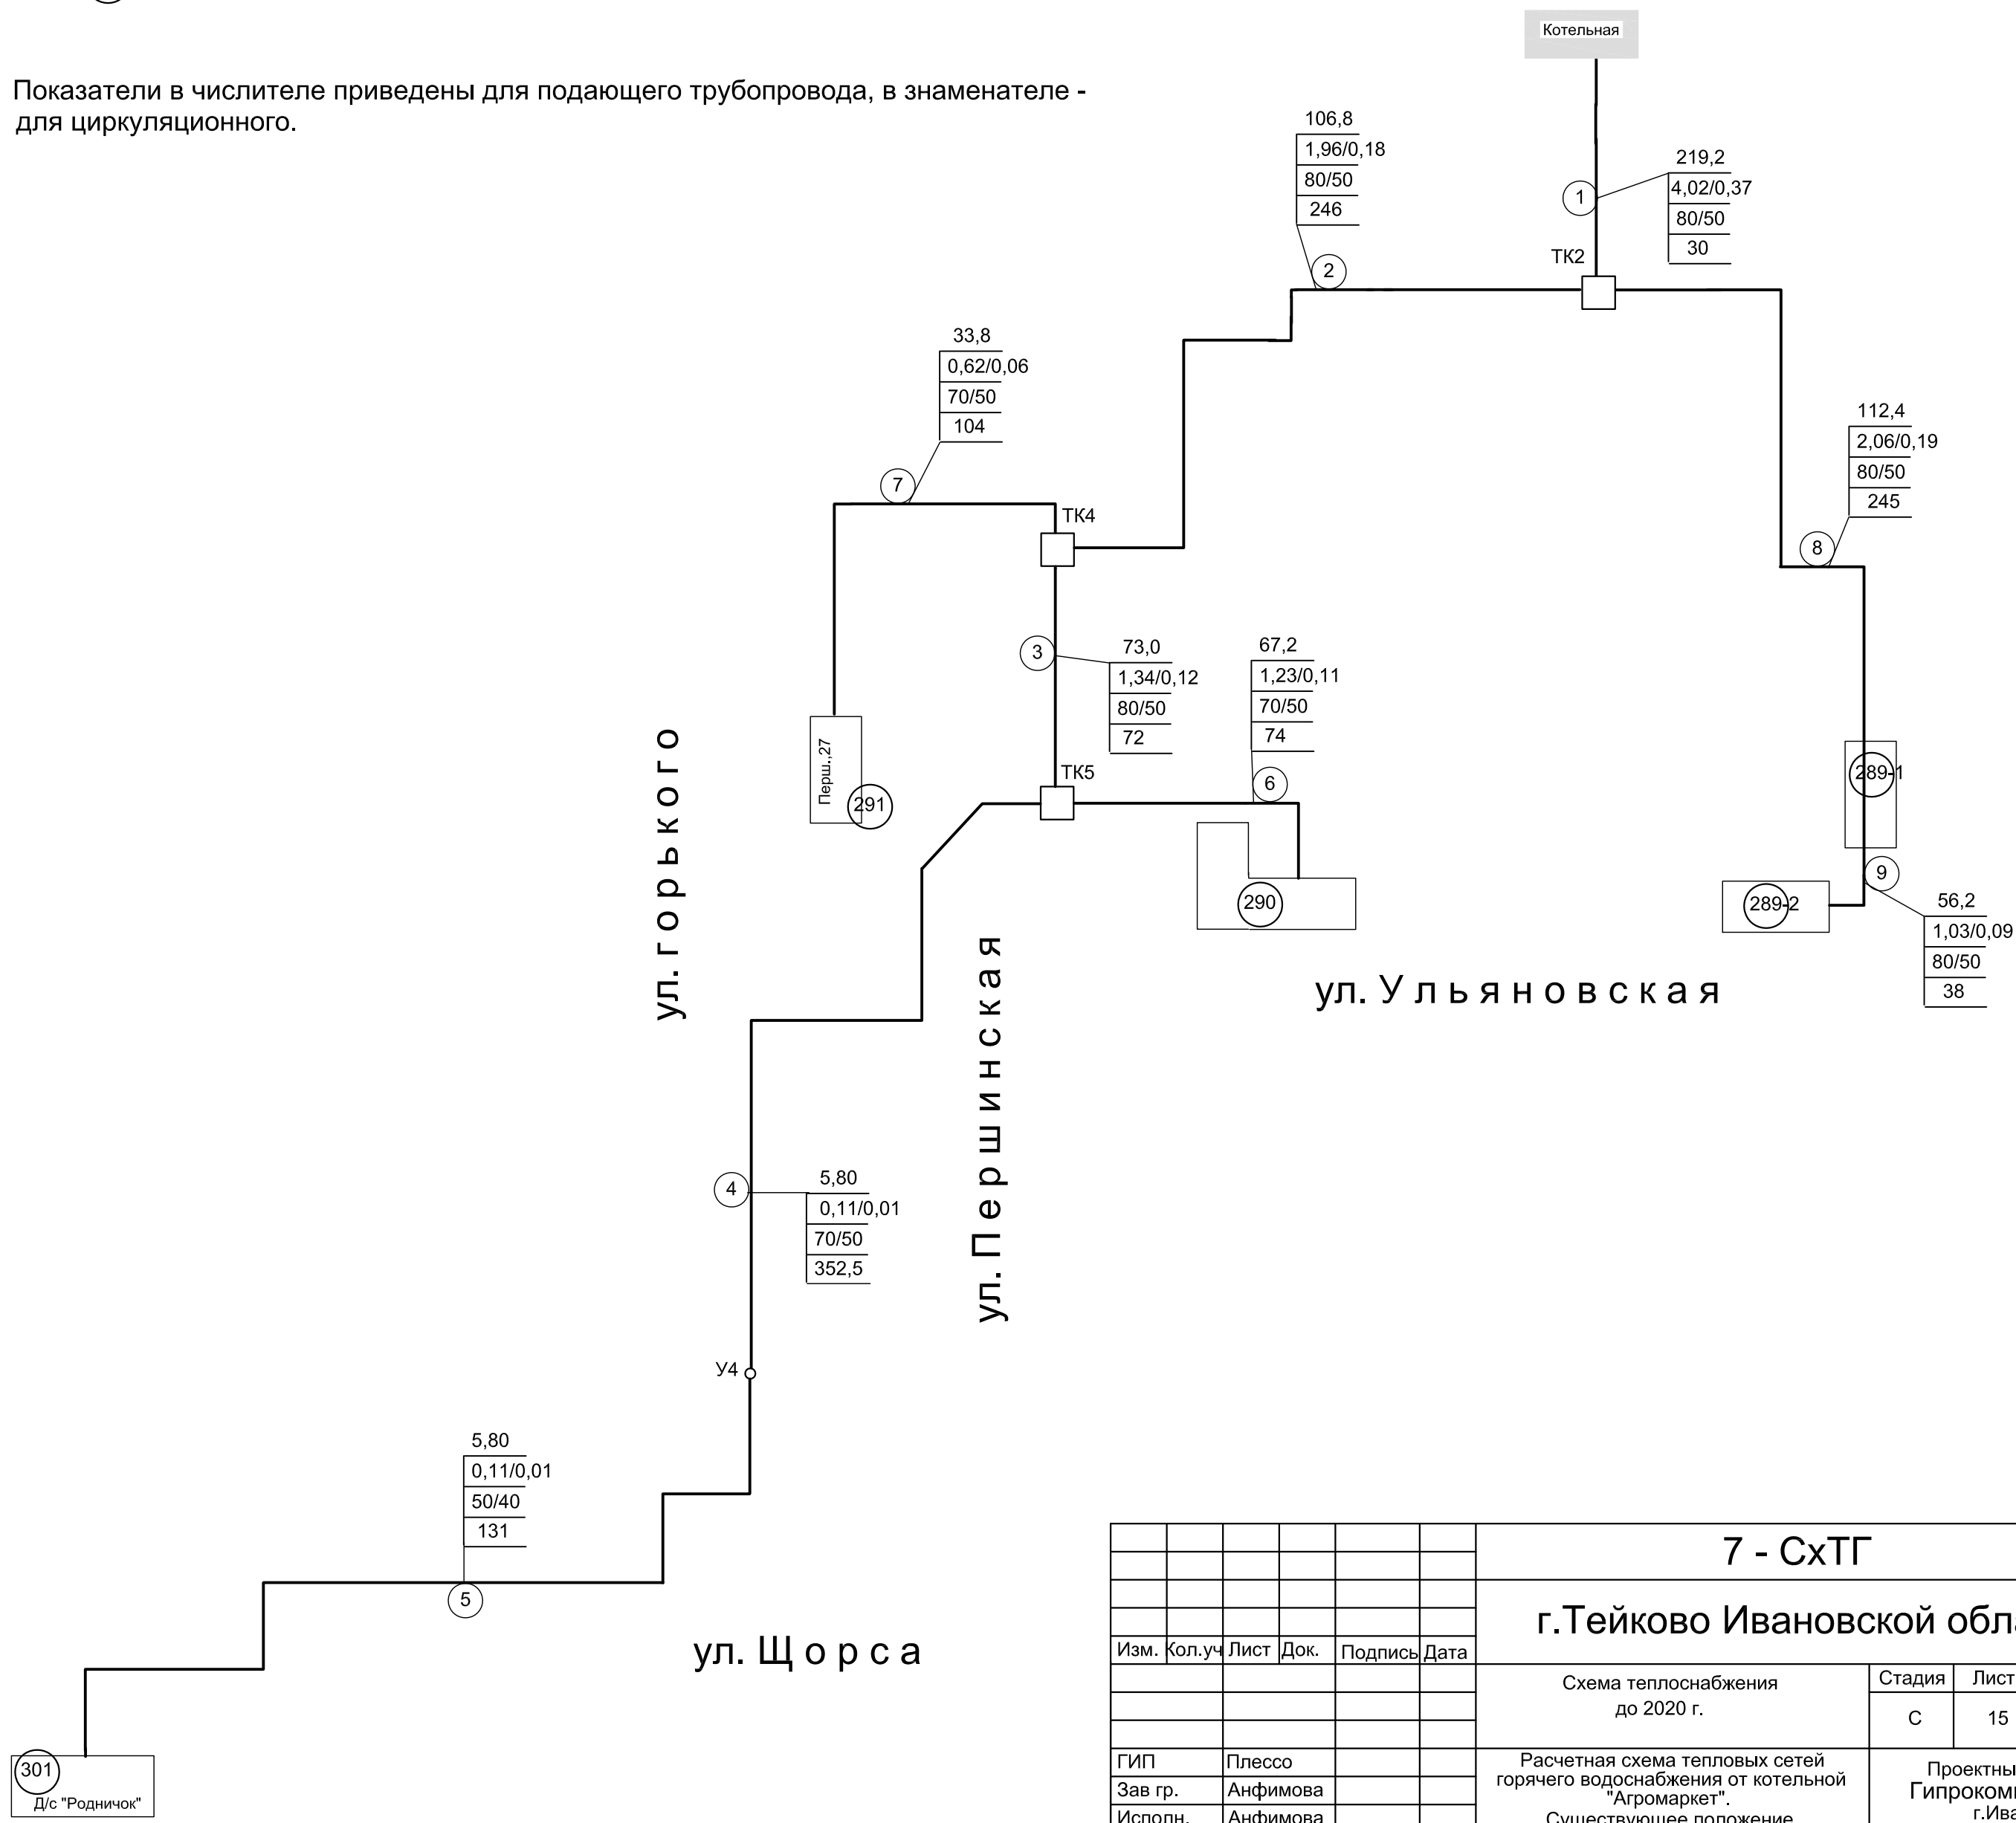 Котельная
Показатели в числителе приведены для подающего трубопровода, в знаменателе -
для циркуляционного.
106,8
1,96/0,18
80/50
246
219,2
4,02/0,37
80/50
30
1
ТК2
2
33,8
0,62/0,06
70/50
104
7
ТК4
112,4
2,06/0,19
80/50
245
8
3
73,0
1,34/0,12
80/50
72
67,2
1,23/0,11
70/50
74
6
ТК5
Перш.,27
291
290
289-1
9
289-2
56,2
1,03/0,09
80/50
38
ул. г о р ь к о г о
ул. П е р ш и н с к а я
ул. У л ь я н о в с к а я
4
5,80
0,11/0,01
70/50
352,5
У4
5,80
0,11/0,01
50/40
131
5
ул. Щ о р с а
301
Д/с "Родничок"
7 - СхТГ
г.Тейково Ивановской обла
Изм. Кол.уч Лист Док. Подпись Дата
Схема теплоснабжения
до 2020 г.
Стадия Лист
С 15
ГИП Плессо
Зав гр. Анфимова
Исполн. Анфимова
Расчетная схема тепловых сетей
горячего водоснабжения от котельной
"Агромаркет".
Существующее положение
Проектны
Гипроком
г.Ива